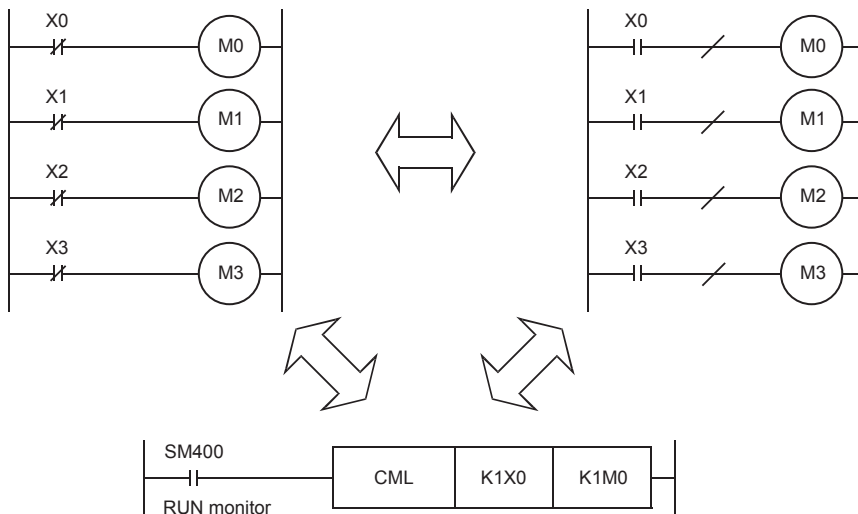 X0
M0
X1
M1
X2
M2
X3
M3
X0
M0
X1
M1
X2
M2
X3
M3
SM400
CML K1X0 K1M0
RUN monitor